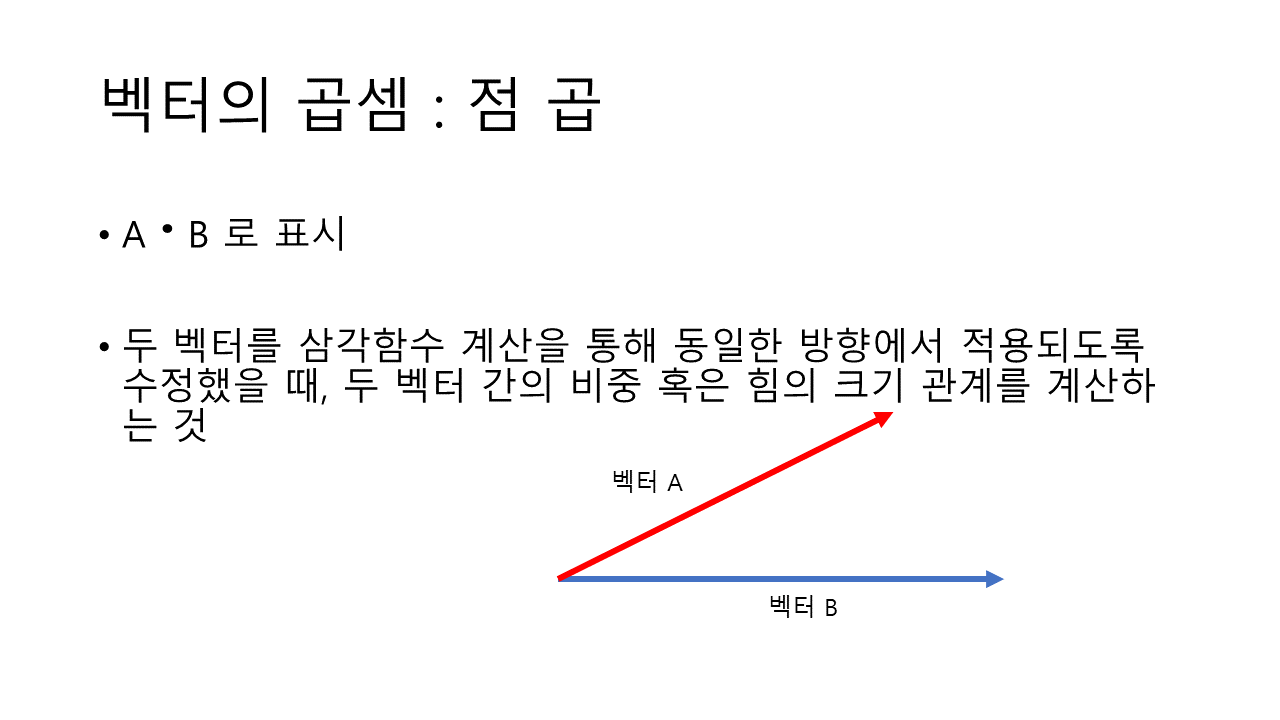 벡터의 곱셈 : 점 곱
• A • B 로 표시
• 두 벡터를 삼각함수 계산을 통해 동일한 방향에서 적용되도록
수정했을 때, 두 벡터 간의 비중 혹은 힘의 크기 관계를 계산하
는 것
벡터 A
벡터 B